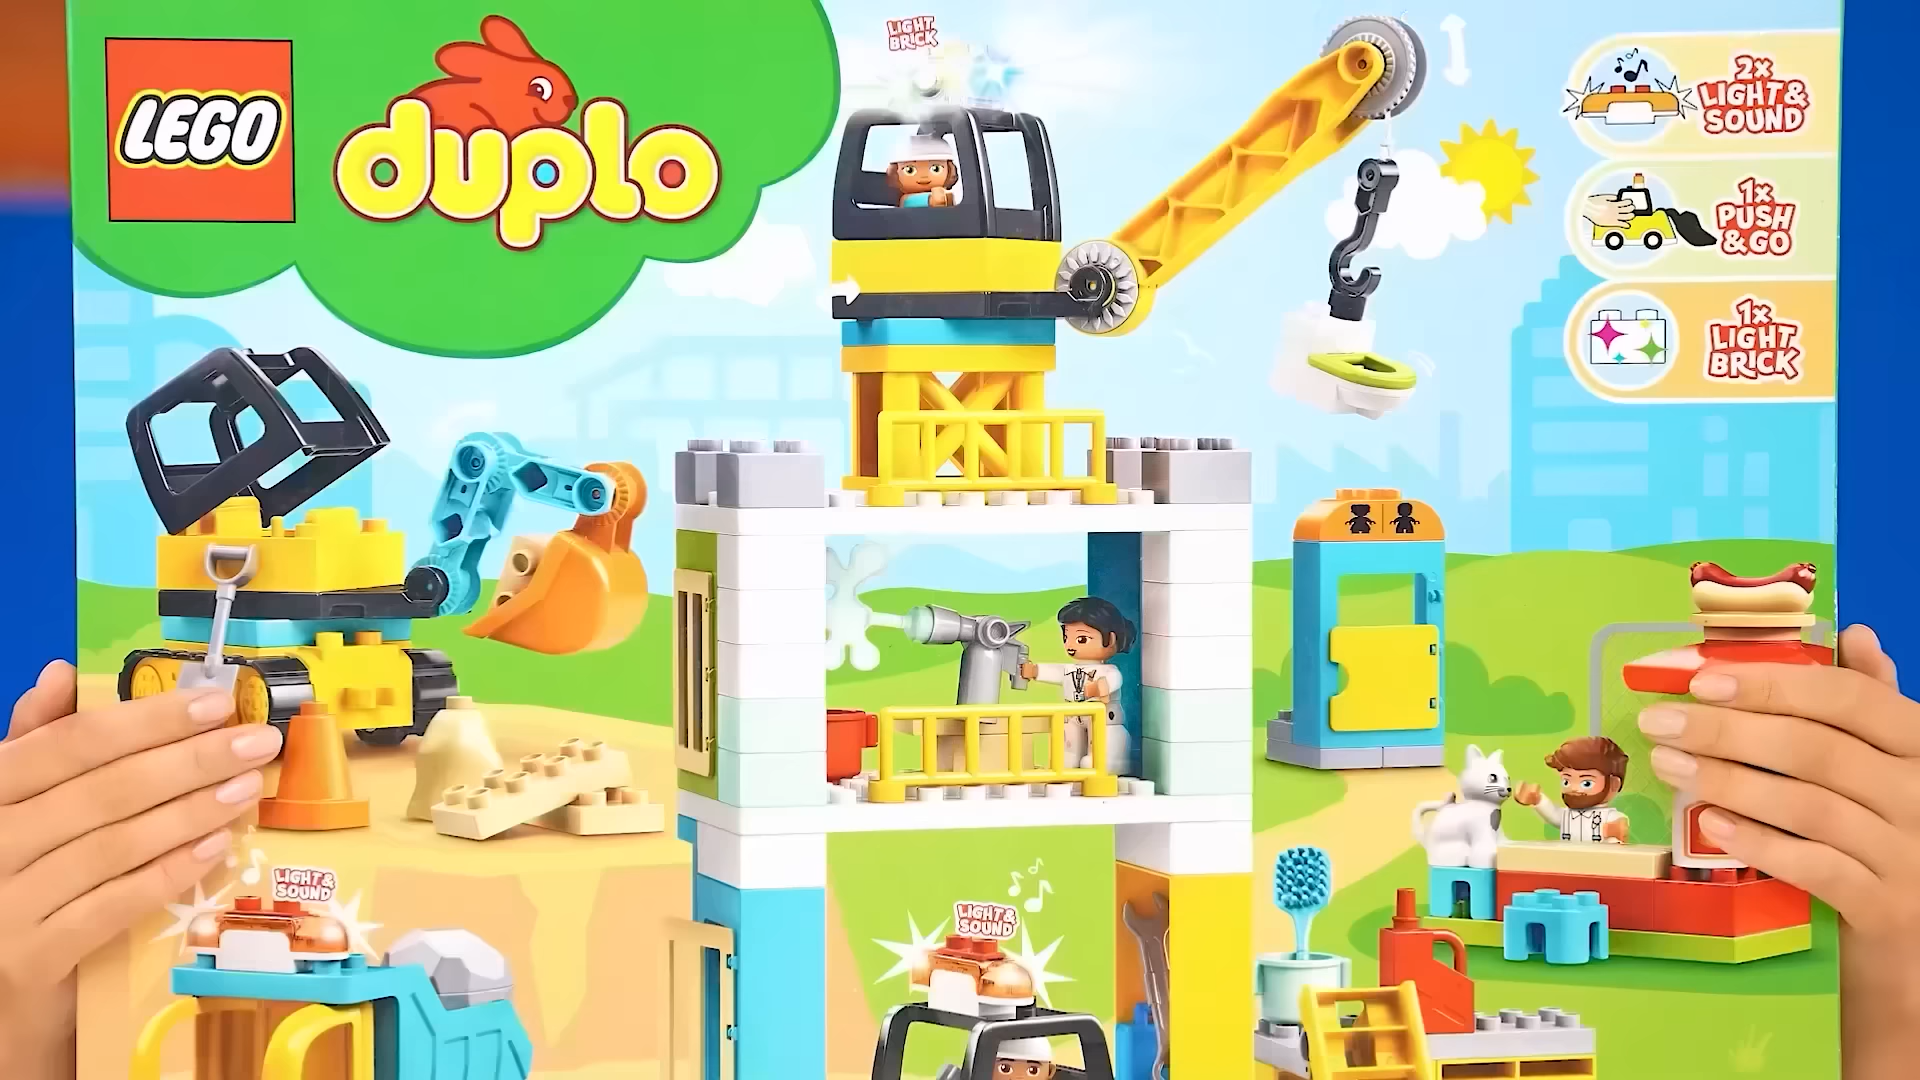 LEGO
duplo
LIGHT
BRICK
2x
LIGHT&
SOUND
1x
PUSH
&GO
1x
LIGHT
BRICK
LIGHT&
SOUND
LIGHT&
SOUND